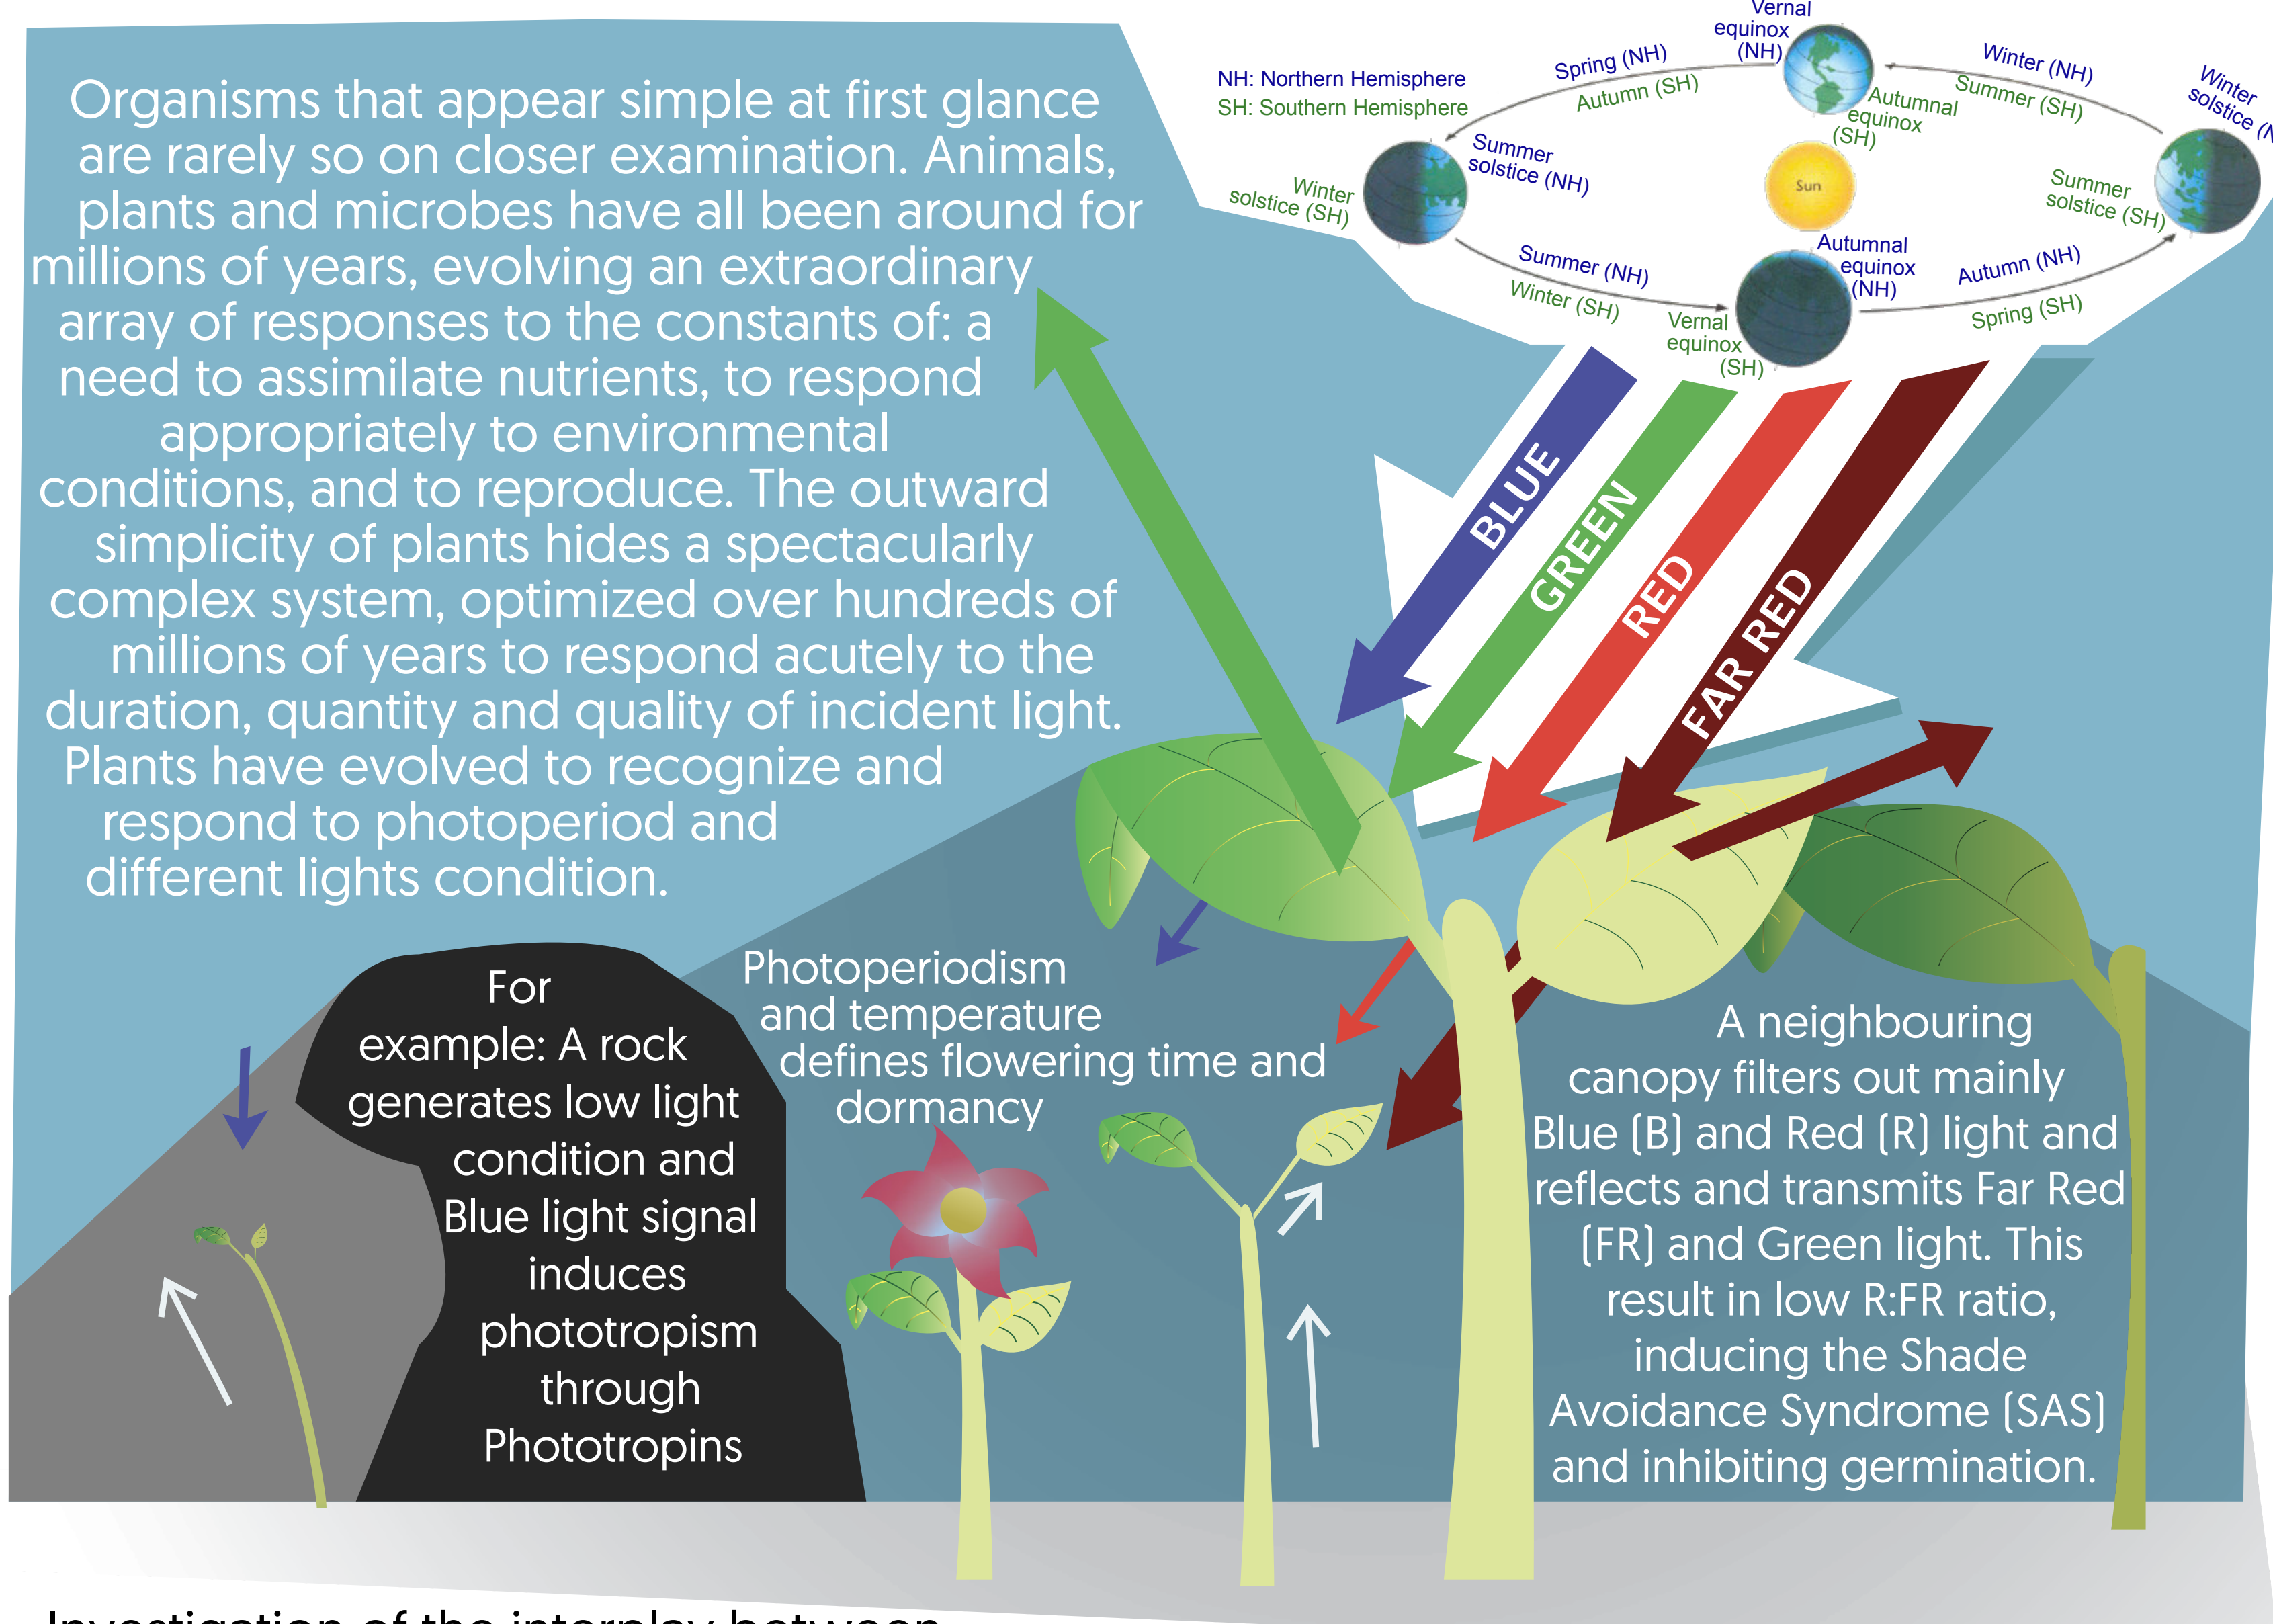 Organisms that appear simple at first glance
are rarely so on closer examination. Animals,
plants and microbes have all been around for
millions of years, evolving an extraordinary
array of responses to the constants of: a
need to assimilate nutrients, to respond
appropriately to environmental
conditions, and to reproduce. The outward
simplicity of plants hides a spectacularly
complex system, optimized over hundreds of
millions of years to respond acutely to the
duration, quantity and quality of incident light.
Plants have evolved to recognize and
respond to photoperiod and
different lights condition.
NH: Northern Hemisphere
SH: Southern Hemisphere
Vernal
equinox
(NH)
Spring (NH)
Autumn (SH)
Autumnal
equinox
(SH)
Winter (NH)
Summer (SH)
Winter
solstice
Summer
solstice (NH)
Winter
solstice (SH)
Sun
Summer
solstice (SH)
Summer (NH)
Winter (SH)
Autumnal
equinox
(NH)
Vernal
equinox
(SH)
Autumn (NH)
Spring (SH)
BLUE
GREEN
RED
FAR RED
For
example: A rock
generates low light
condition and
Blue light signal
induces
phototropism
through
Phototropins
Photoperiodism
and temperature
defines flowering time and
dormancy
A neighbouring
canopy filters out mainly
Blue (B) and Red (R) light and
reflects and transmits Far Red
(FR) and Green light. This
result in low R:FR ratio,
inducing the Shade
Avoidance Syndrome (SAS)
and inhibiting germination.
Investigation of the interplay between